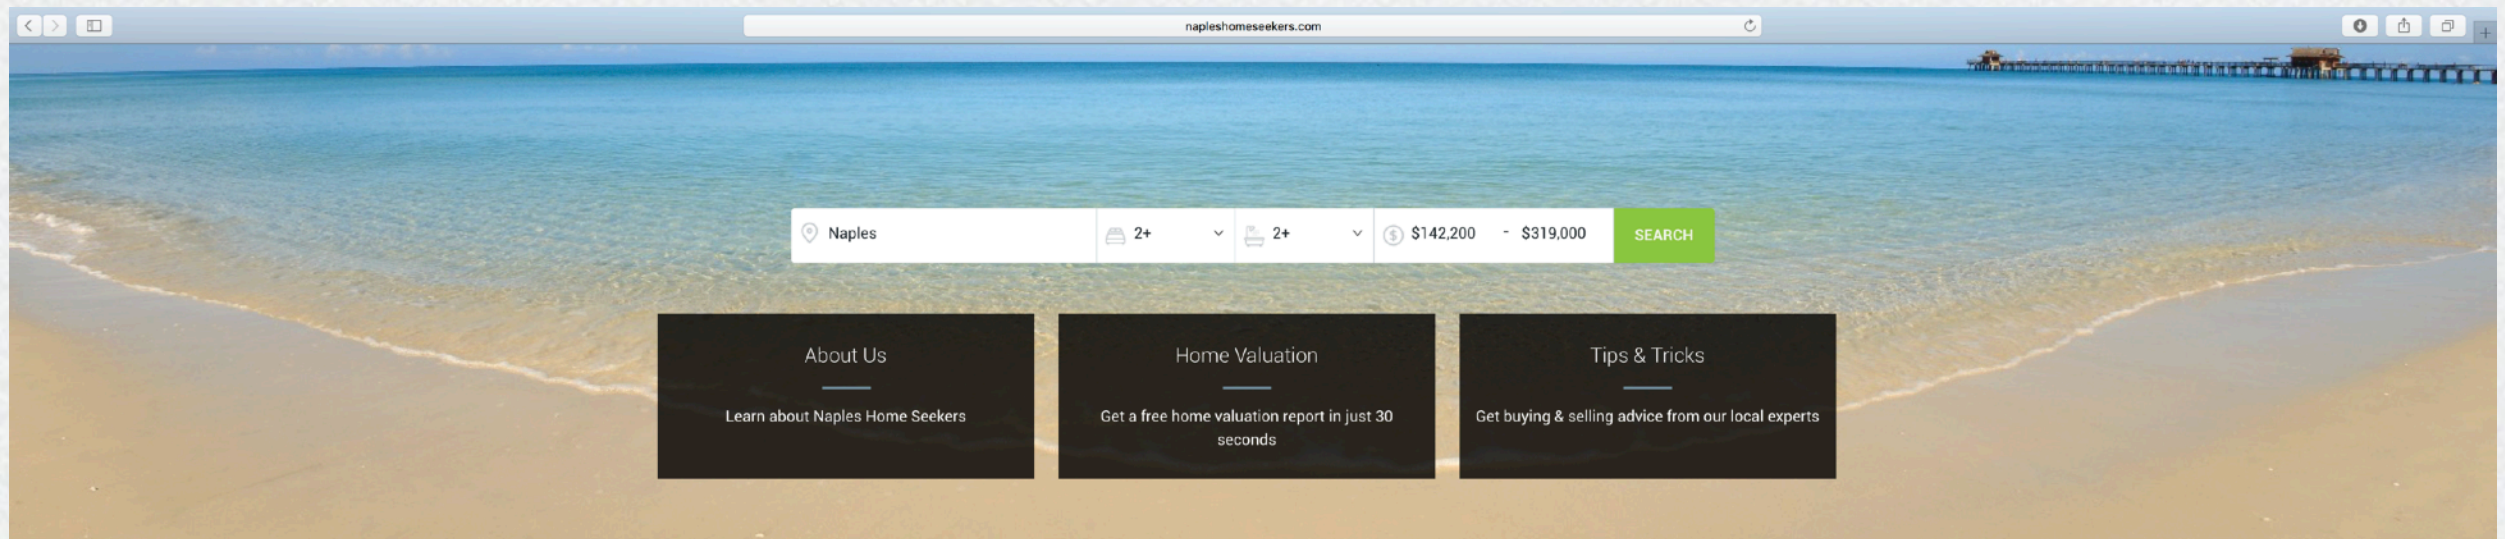 napleshomeseekers.com
Naples 2+ 2+ $142,200 - $319,000 SEARCH
About Us
Learn about Naples Home Seekers
Home Valuation
Get a free home valuation report in just 30
seconds
Tips & Tricks
Get buying & selling advice from our local experts